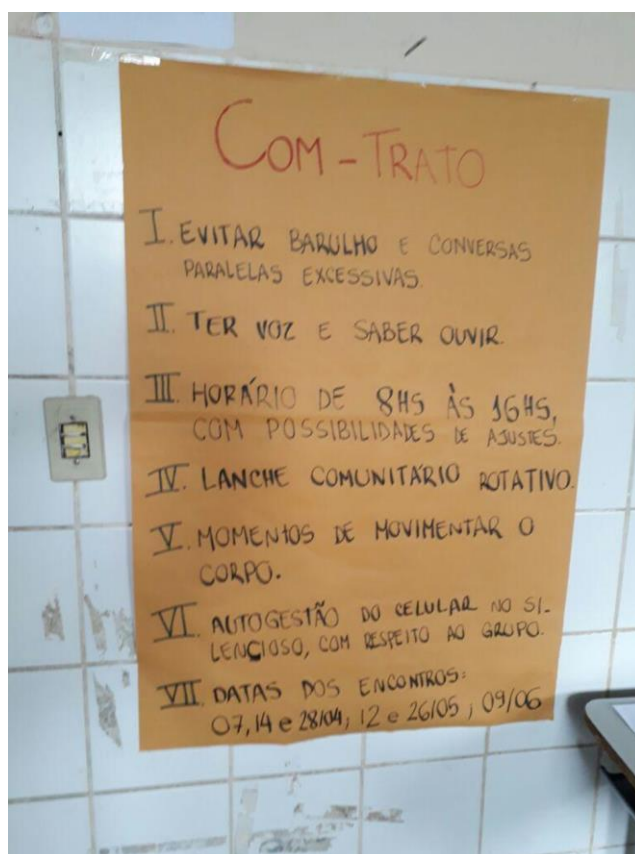 COM - TRATO
I. EVITAR BARULHO E CONVERSAS
PARALELAS EXCESSIVAS.
II. TER VOZ E SABER OUVIR.
III. HORÁRIO DE 8HS ÀS 16HS,
COM POSSIBILIDADES DE AJUSTES.
IV. LANCHE COMUNITÁRIO ROTATIVO.
V. MOMENTOS DE MOVIMENTAR O
CORPO.
VI. AUTOGESTÃO DO CELULAR NO SI-
LENCIOSO, COM RESPEITO AO GRUPO.
VII. DATAS DOS ENCONTROS:
07, 14 e 28/04; 12 e 26/05; 09/06